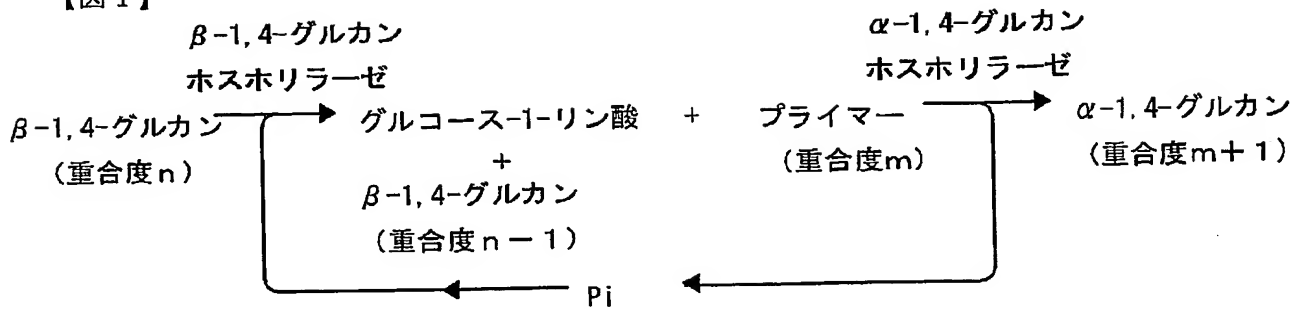 【図1】
β-1,4-グルカン
ホスホリラーゼ
α-1,4-グルカン
ホスホリラーゼ
β-1,4-グルカン
(重合度n)
グルコース-1-リン酸
+
β-1,4-グルカン
(重合度n-1)
+
プライマー
(重合度m)
α-1,4-グルカン
(重合度m+1)
Pi